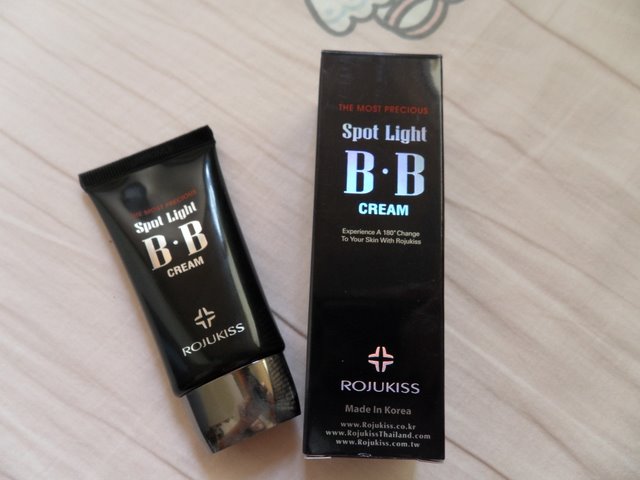 THE MOST PRECIOUS
Spot Light
B·B
CREAM
ROJUKISS
THE MOST PRECIOUS
Spot Light
B·B
CREAM
Experience A 180° Change
To Your Skin With Rojukiss
ROJUKISS
Made In Korea
www.Rojukiss.co.kr
www.RojukissThailand.com
www.Rojukiss.com.tw